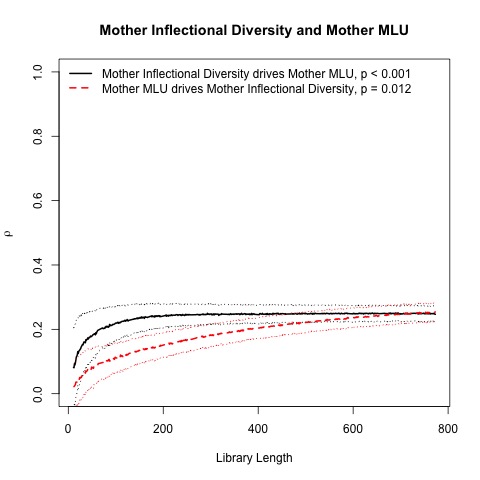 Mother Inflectional Diversity and Mother MLU
Mother Inflectional Diversity drives Mother MLU, p < 0.001
Mother MLU drives Mother Inflectional Diversity, p = 0.012
1.0
0.8
0.6
0.4
0.2
0.0
ρ
0 200 400 600 800
Library Length